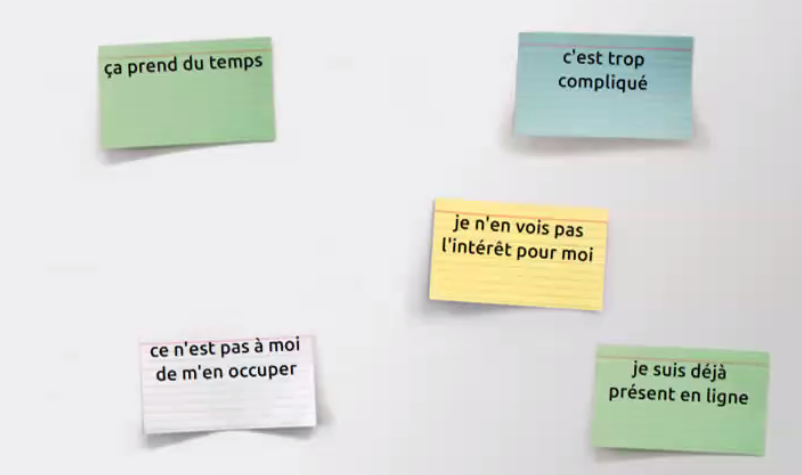 ça prend du temps
c'est trop
compliqué
je n'en vois pas
l'intérêt pour moi
ce n'est pas à moi
de m'en occuper
je suis déjà
présent en ligne